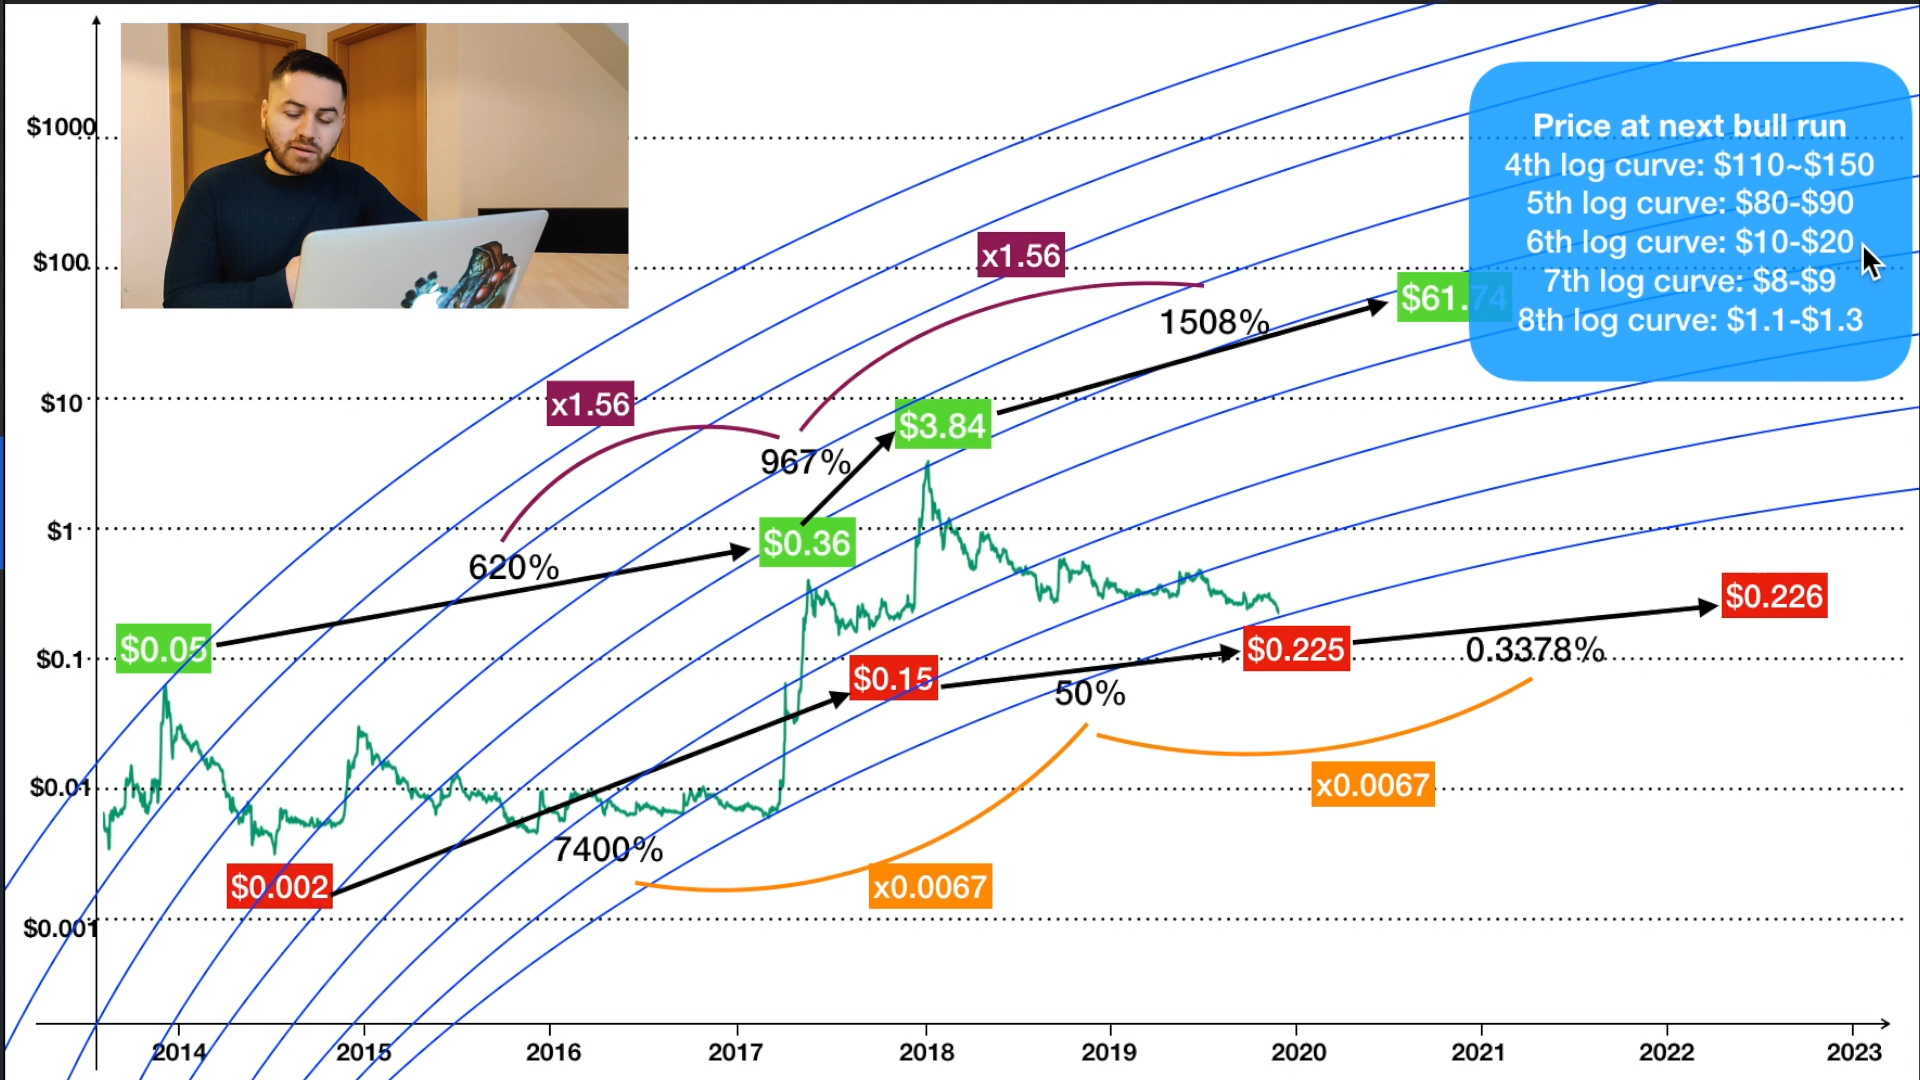 Price at next bull run
4th log curve: $110~$150
5th log curve: $80-$90
6th log curve: $10-$20
7th log curve: $8-$9
8th log curve: $1.1-$1.3
$1000
$100
$10
$1
$0.1
$0.01
$0.001
x1.56
$61.74
1508%
x1.56
$3.84
967%
$0.36
620%
$0.05
$0.226
$0.225
0.3378%
$0.15
50%
x0.0067
7400%
$0.002
x0.0067
2014 2015 2016 2017 2018 2019 2020 2021 2022 2023